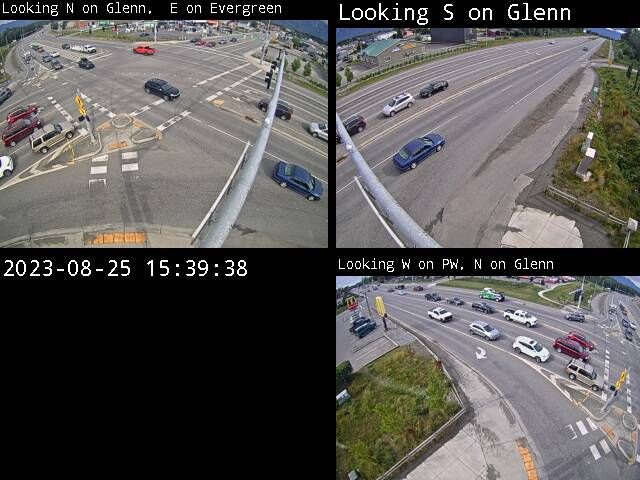 Looking N on Glenn, E on Evergreen
Looking S on Glenn
2023-08-25 15:39:38
Looking W on PW, N on Glenn